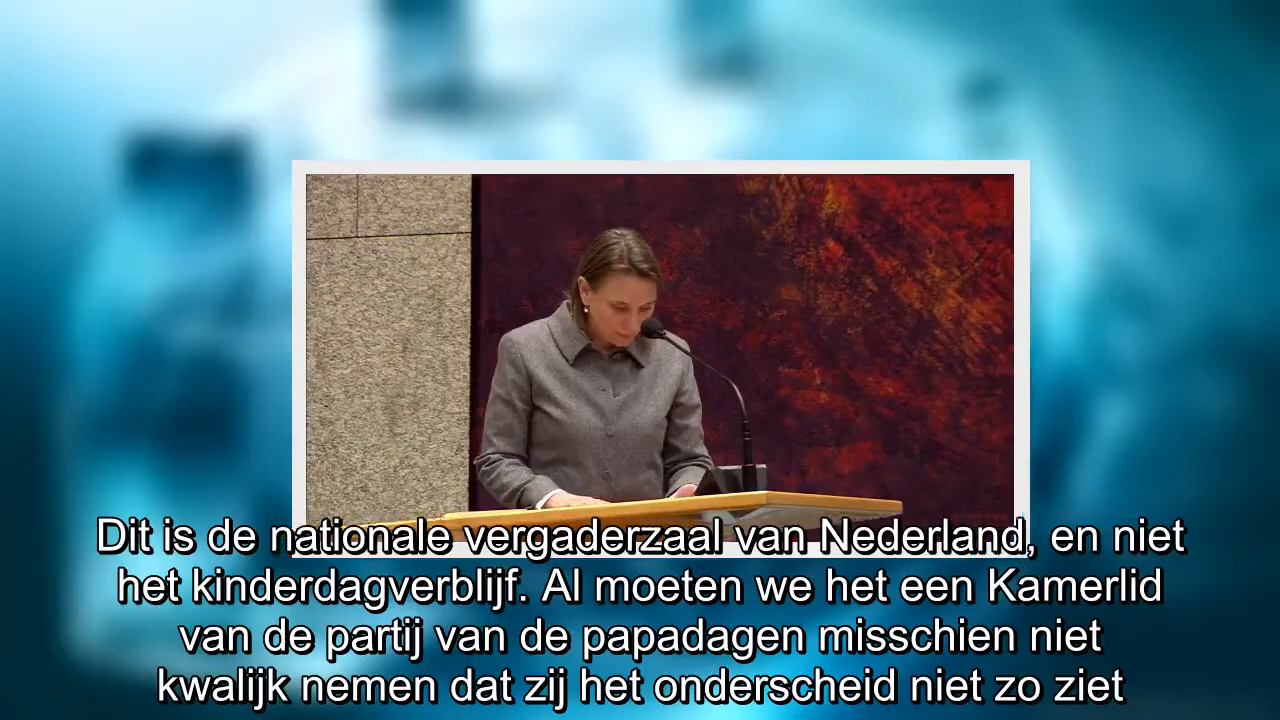 Dit is de nationale vergaderzaal van Nederland, en niet
het kinderdagverblijf. Al moeten we het een Kamerlid
van de partij van de papadagen misschien niet
kwalijk nemen dat zij het onderscheid niet zo ziet